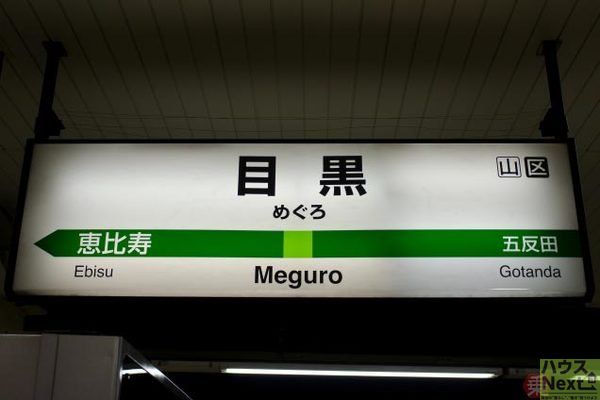 目黒
山区
めぐろ
恵比寿
五反田
Ebisu
Meguro
Gotanda
ハウス
Next